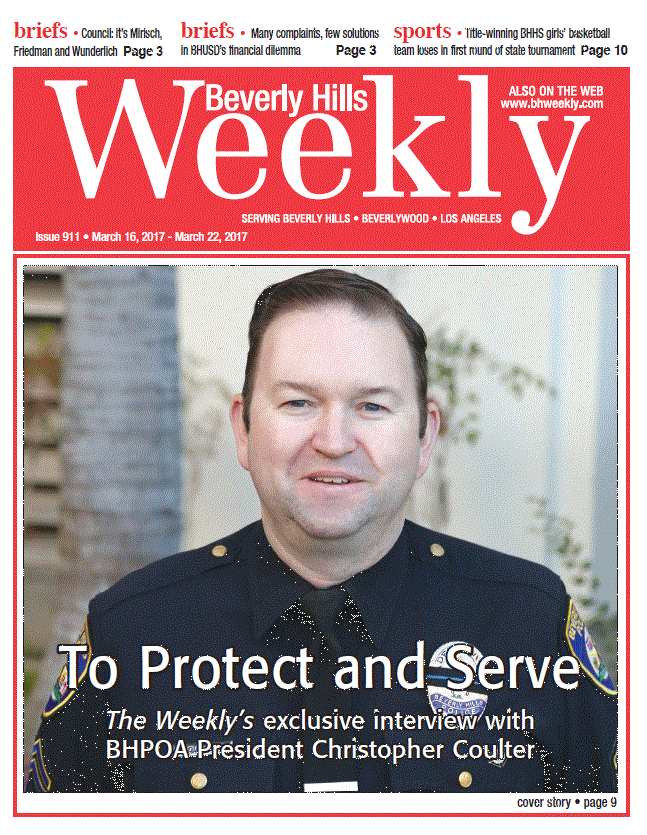 briefs • Council: it's Mirisch,
Friedman and Wunderlich Page 3
briefs • Many complaints, few solutions
in BHUSD's financial dilemma Page 3
sports • Title-winning BHHS girls' basketball
team loses in first round of state tournament Page 10
Beverly Hills
Weekly
ALSO ON THE WEB
www.bhweekly.com
SERVING BEVERLY HILLS • BEVERLYWOOD • LOS ANGELES
Issue 911 • March 16, 2017 - March 22, 2017
To Protect and Serve
BEVERLY HILLS
POLICE
The Weekly's exclusive interview with
BHPOA President Christopher Coulter
cover story • page 9